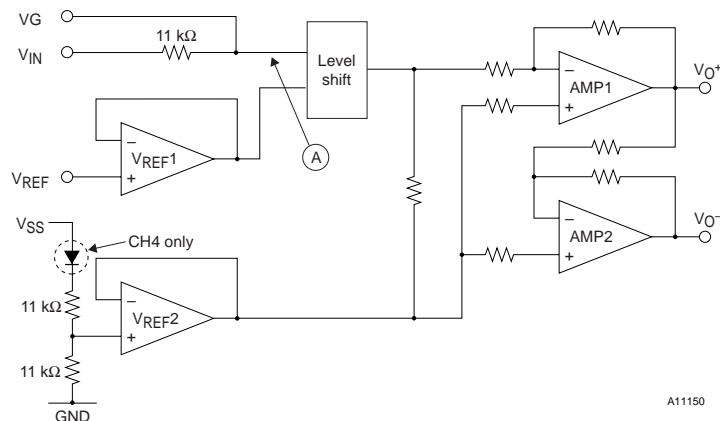 VG
VIN
11 kΩ
Level
shift
A
−
VREF1
+
VREF
−
AMP1
+
VO+
−
AMP2
+
VO−
VSS
CH4 only
11 kΩ
−
VREF2
+
11 kΩ
GND
A11150